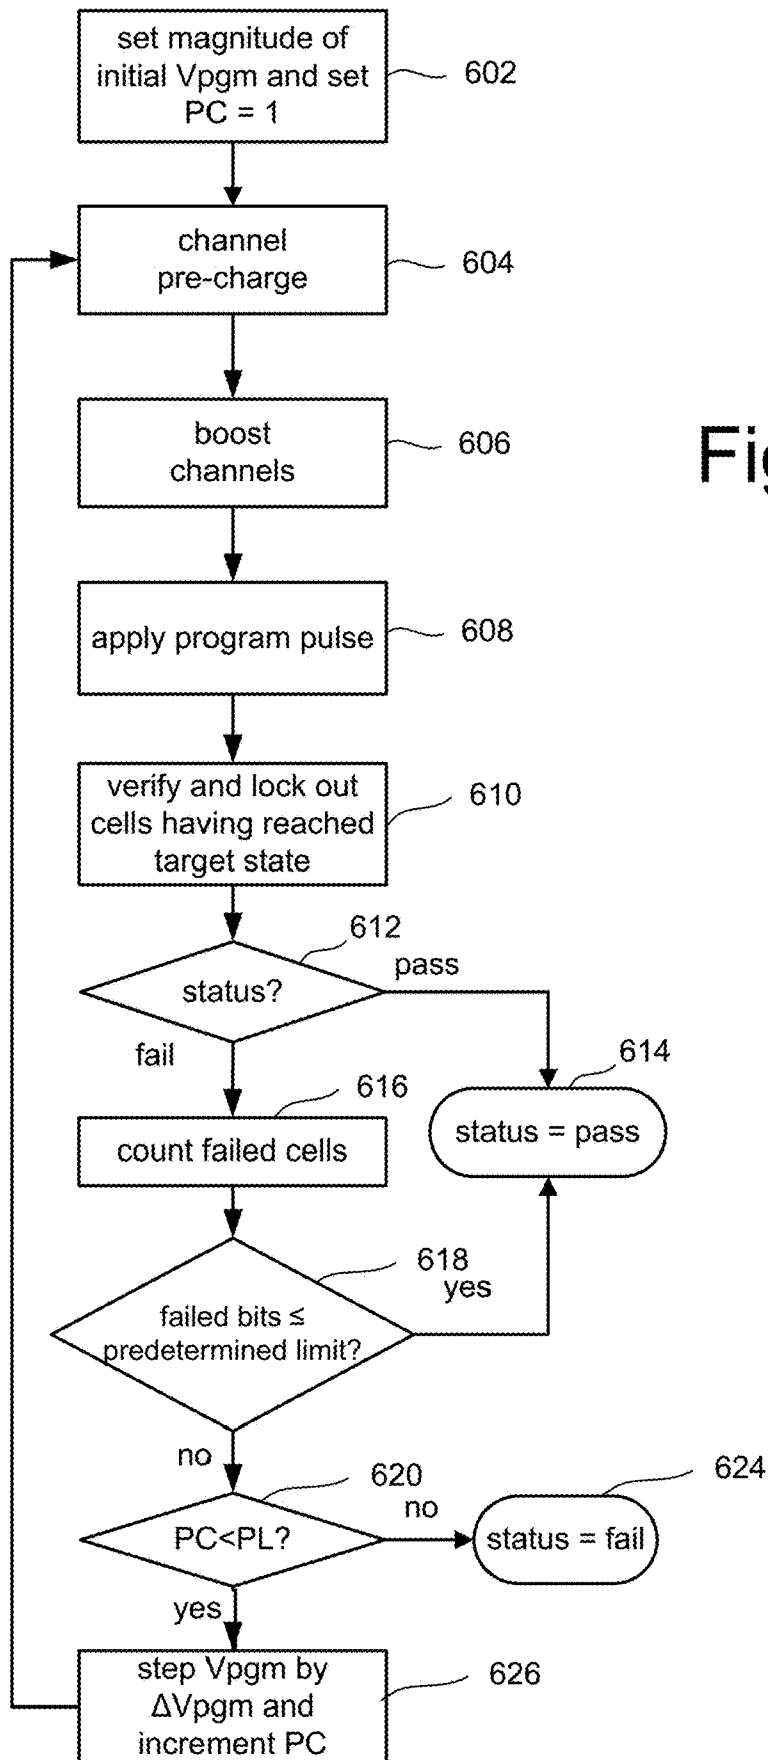 set magnitude of
initial Vpgm and set
PC = 1
602
channel
pre-charge
604
boost
channels
606
Fig
apply program pulse
608
verify and lock out
cells having reached
target state
610
612
status?
pass
fail
614
status = pass
616
count failed cells
618
yes
failed bits ≤
predetermined limit?
no
620
no
624
PC<PL?
status = fail
yes
step Vpgm by
ΔVpgm and
increment PC
626